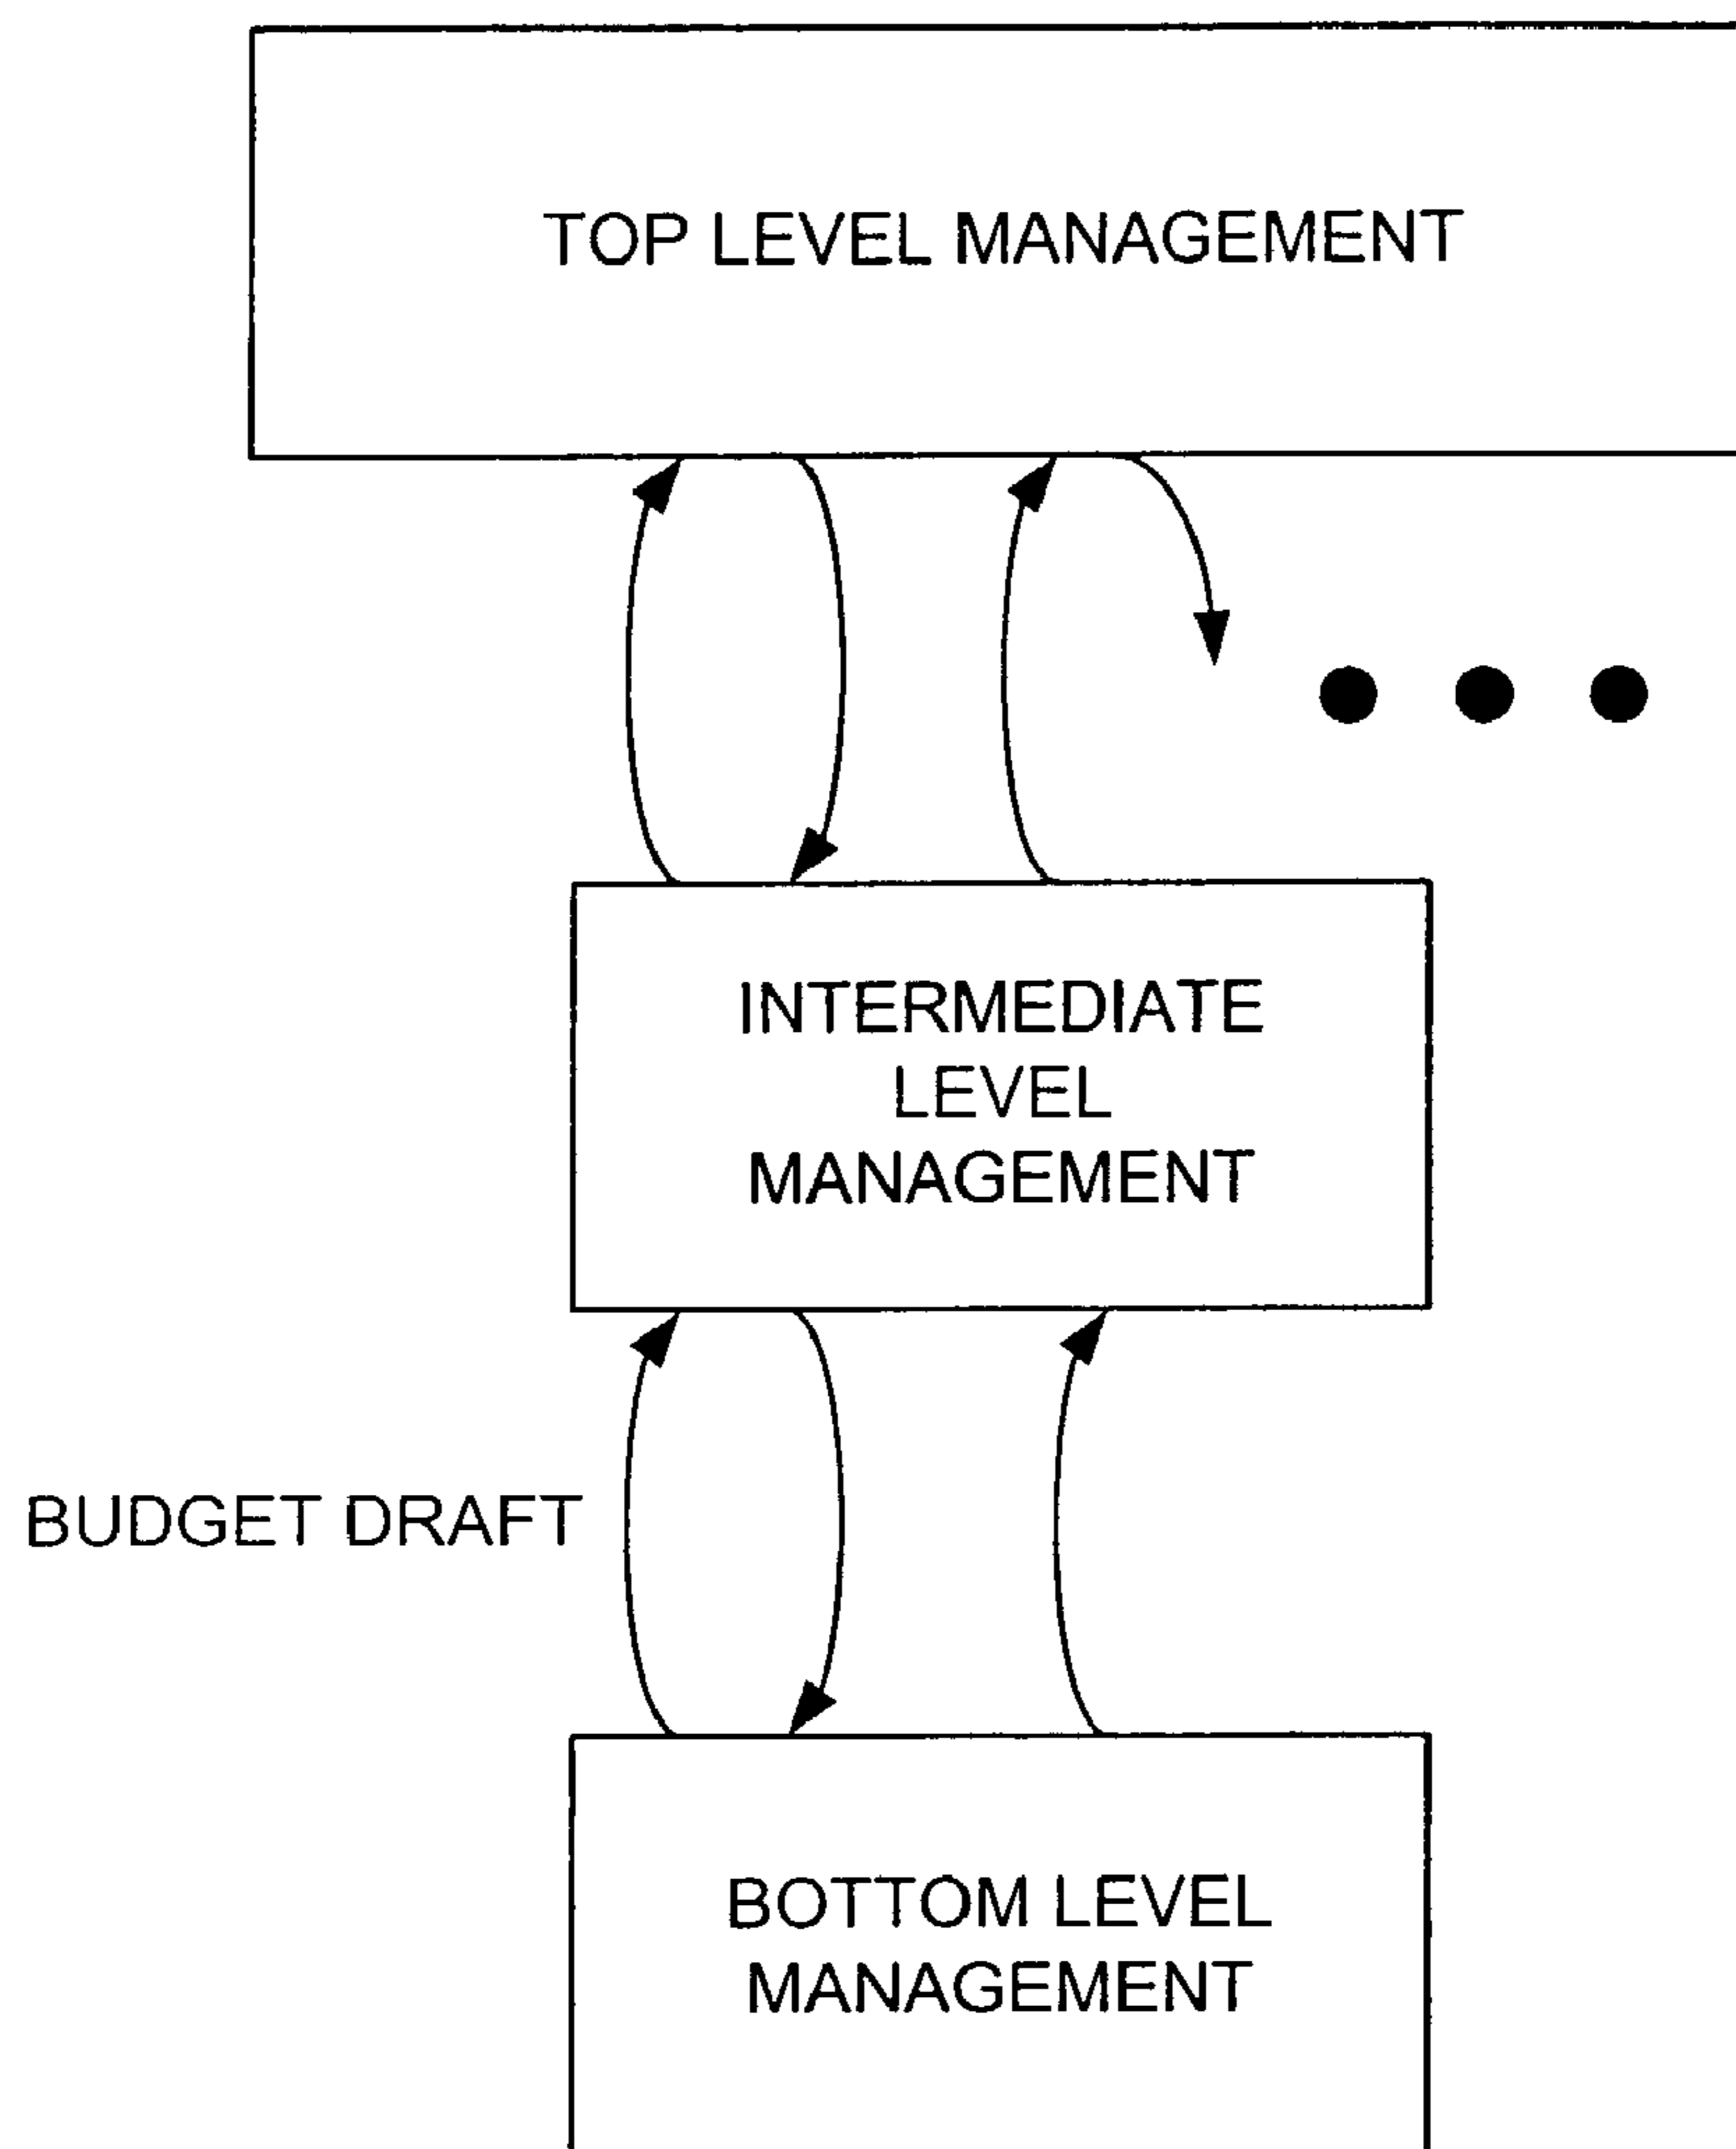 TOP LEVEL MANAGEMENT
INTERMEDIATE
LEVEL
MANAGEMENT
BUDGET DRAFT
BOTTOM LEVEL
MANAGEMENT